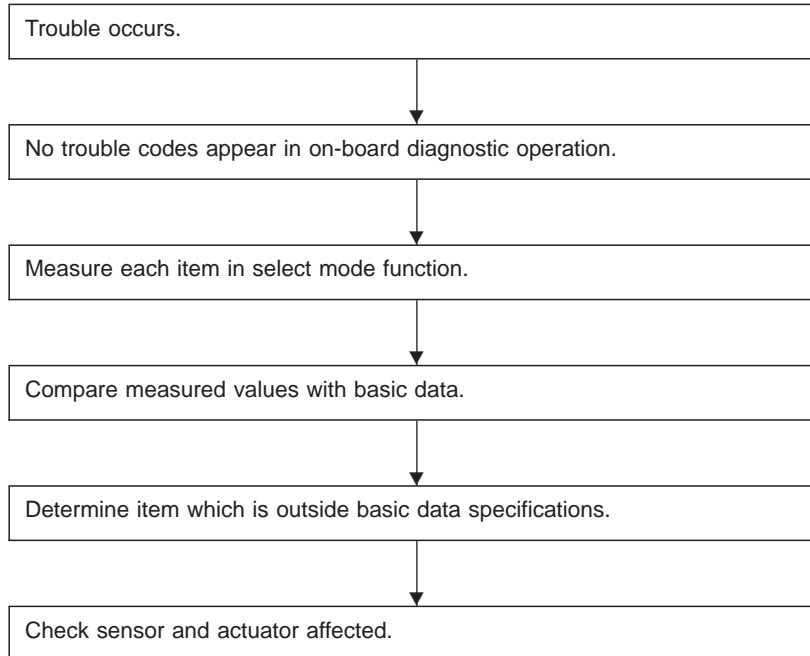 Trouble occurs.
No trouble codes appear in on-board diagnostic operation.
Measure each item in select mode function.
Compare measured values with basic data.
Determine item which is outside basic data specifications.
Check sensor and actuator affected.